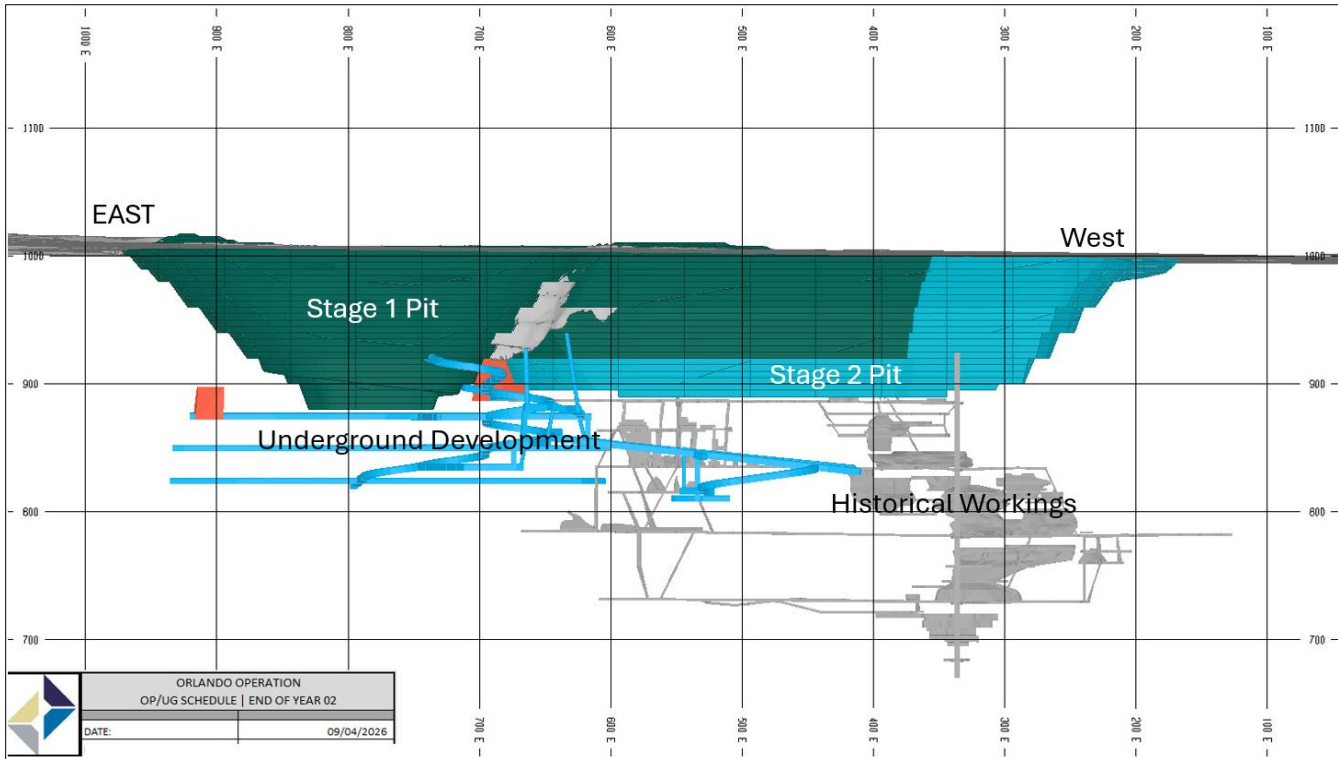 1000 E 900 E 800 E 700 E 600 E 500 E 400 E 300 E 200 E 100 E
1100 1100
EAST
West
1000 1000
Stage 1 Pit
Stage 2 Pit
900 900
Underground Development
Historical Workings
800 800
700 700
ORLANDO OPERATION
OP/UG SCHEDULE | END OF YEAR 02
DATE: 09/04/2026
700 E 600 E 500 E 400 E 300 E 200 E 100 E